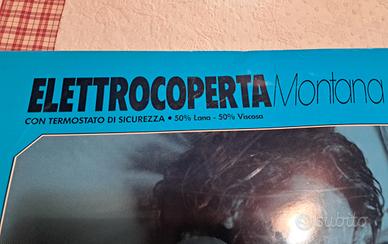 ELETTROCOPERTA Montana
CON TERMOSTATO DI SICUREZZA • 50% Lana - 50% Viscosa
subito